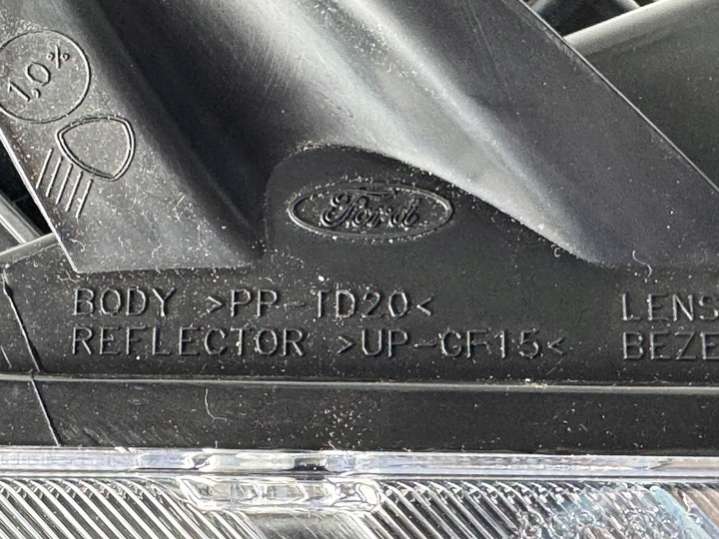 1,0%
Ford
BODY >PP-TD20<
REFLECTOR >UP-GF15<
LENS
BEZE